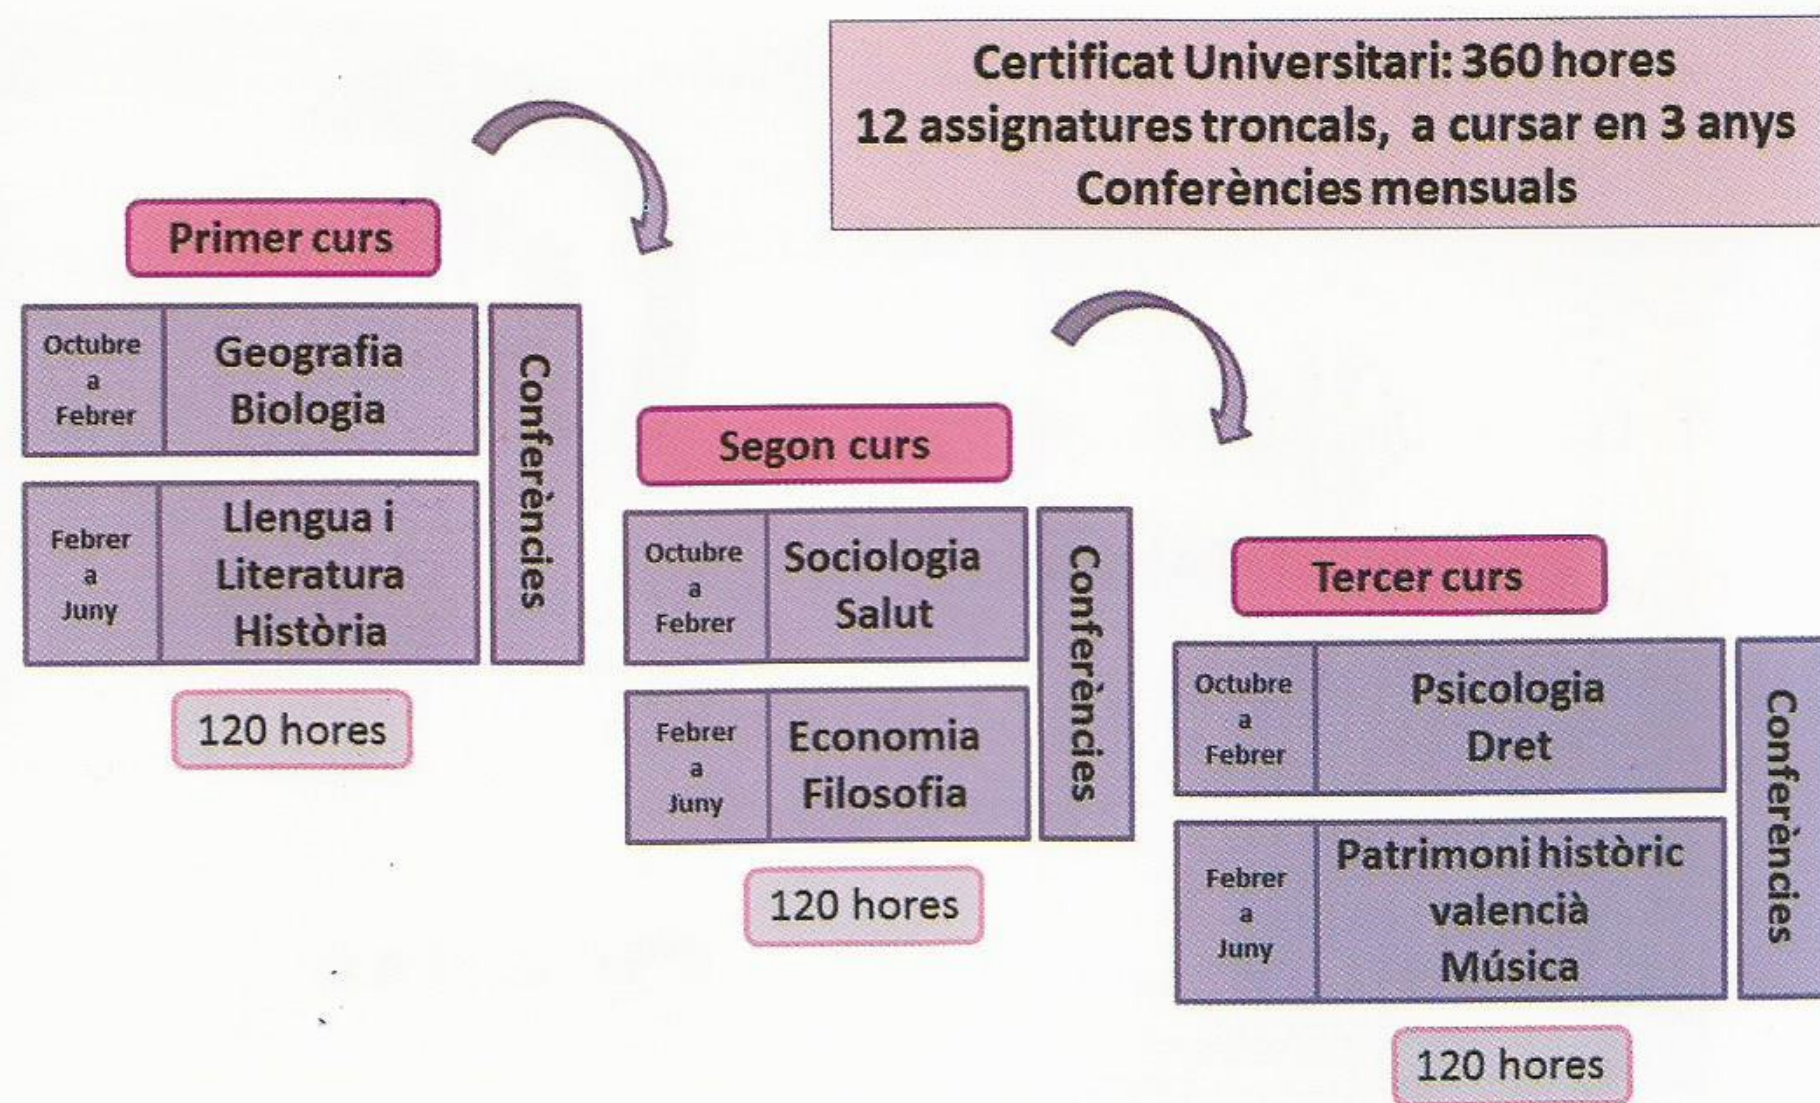 Certificat Universitari: 360 hores
12 assignatures troncals, a cursar en 3 anys
Conferències mensuals
Primer curs
Octubre
a
Febrer
Geografia
Biologia
Febrer
a
Juny
Llengua i
Literatura
Història
Conferències
120 hores
Segon curs
Octubre
a
Febrer
Sociologia
Salut
Febrer
a
Juny
Economia
Filosofia
Conferències
120 hores
Tercer curs
Octubre
a
Febrer
Psicologia
Dret
Febrer
a
Juny
Patrimoni històric
valencià
Música
Conferències
120 hores